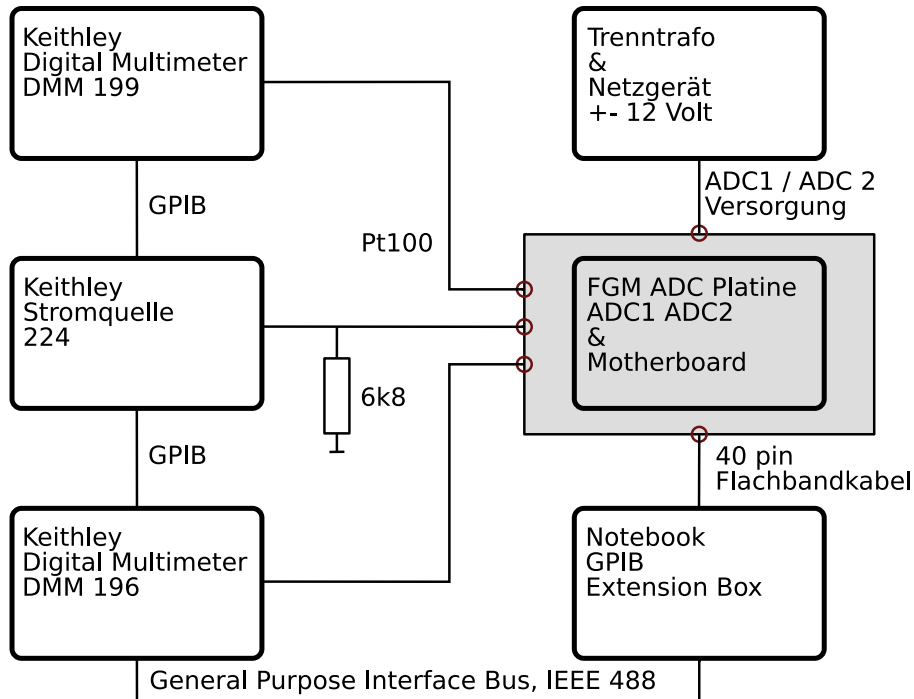 Keithley
Digital Multimeter
DMM 199
Trenntrafo
&
Netzgerät
+- 12 Volt
GPIB
ADC1 / ADC 2
Versorgung
Pt100
Keithley
Stromquelle
224
FGM ADC Platine
ADC1 ADC2
&
Motherboard
6k8
GPIB
40 pin
Flachbandkabel
Keithley
Digital Multimeter
DMM 196
Notebook
GPIB
Extension Box
General Purpose Interface Bus, IEEE 488